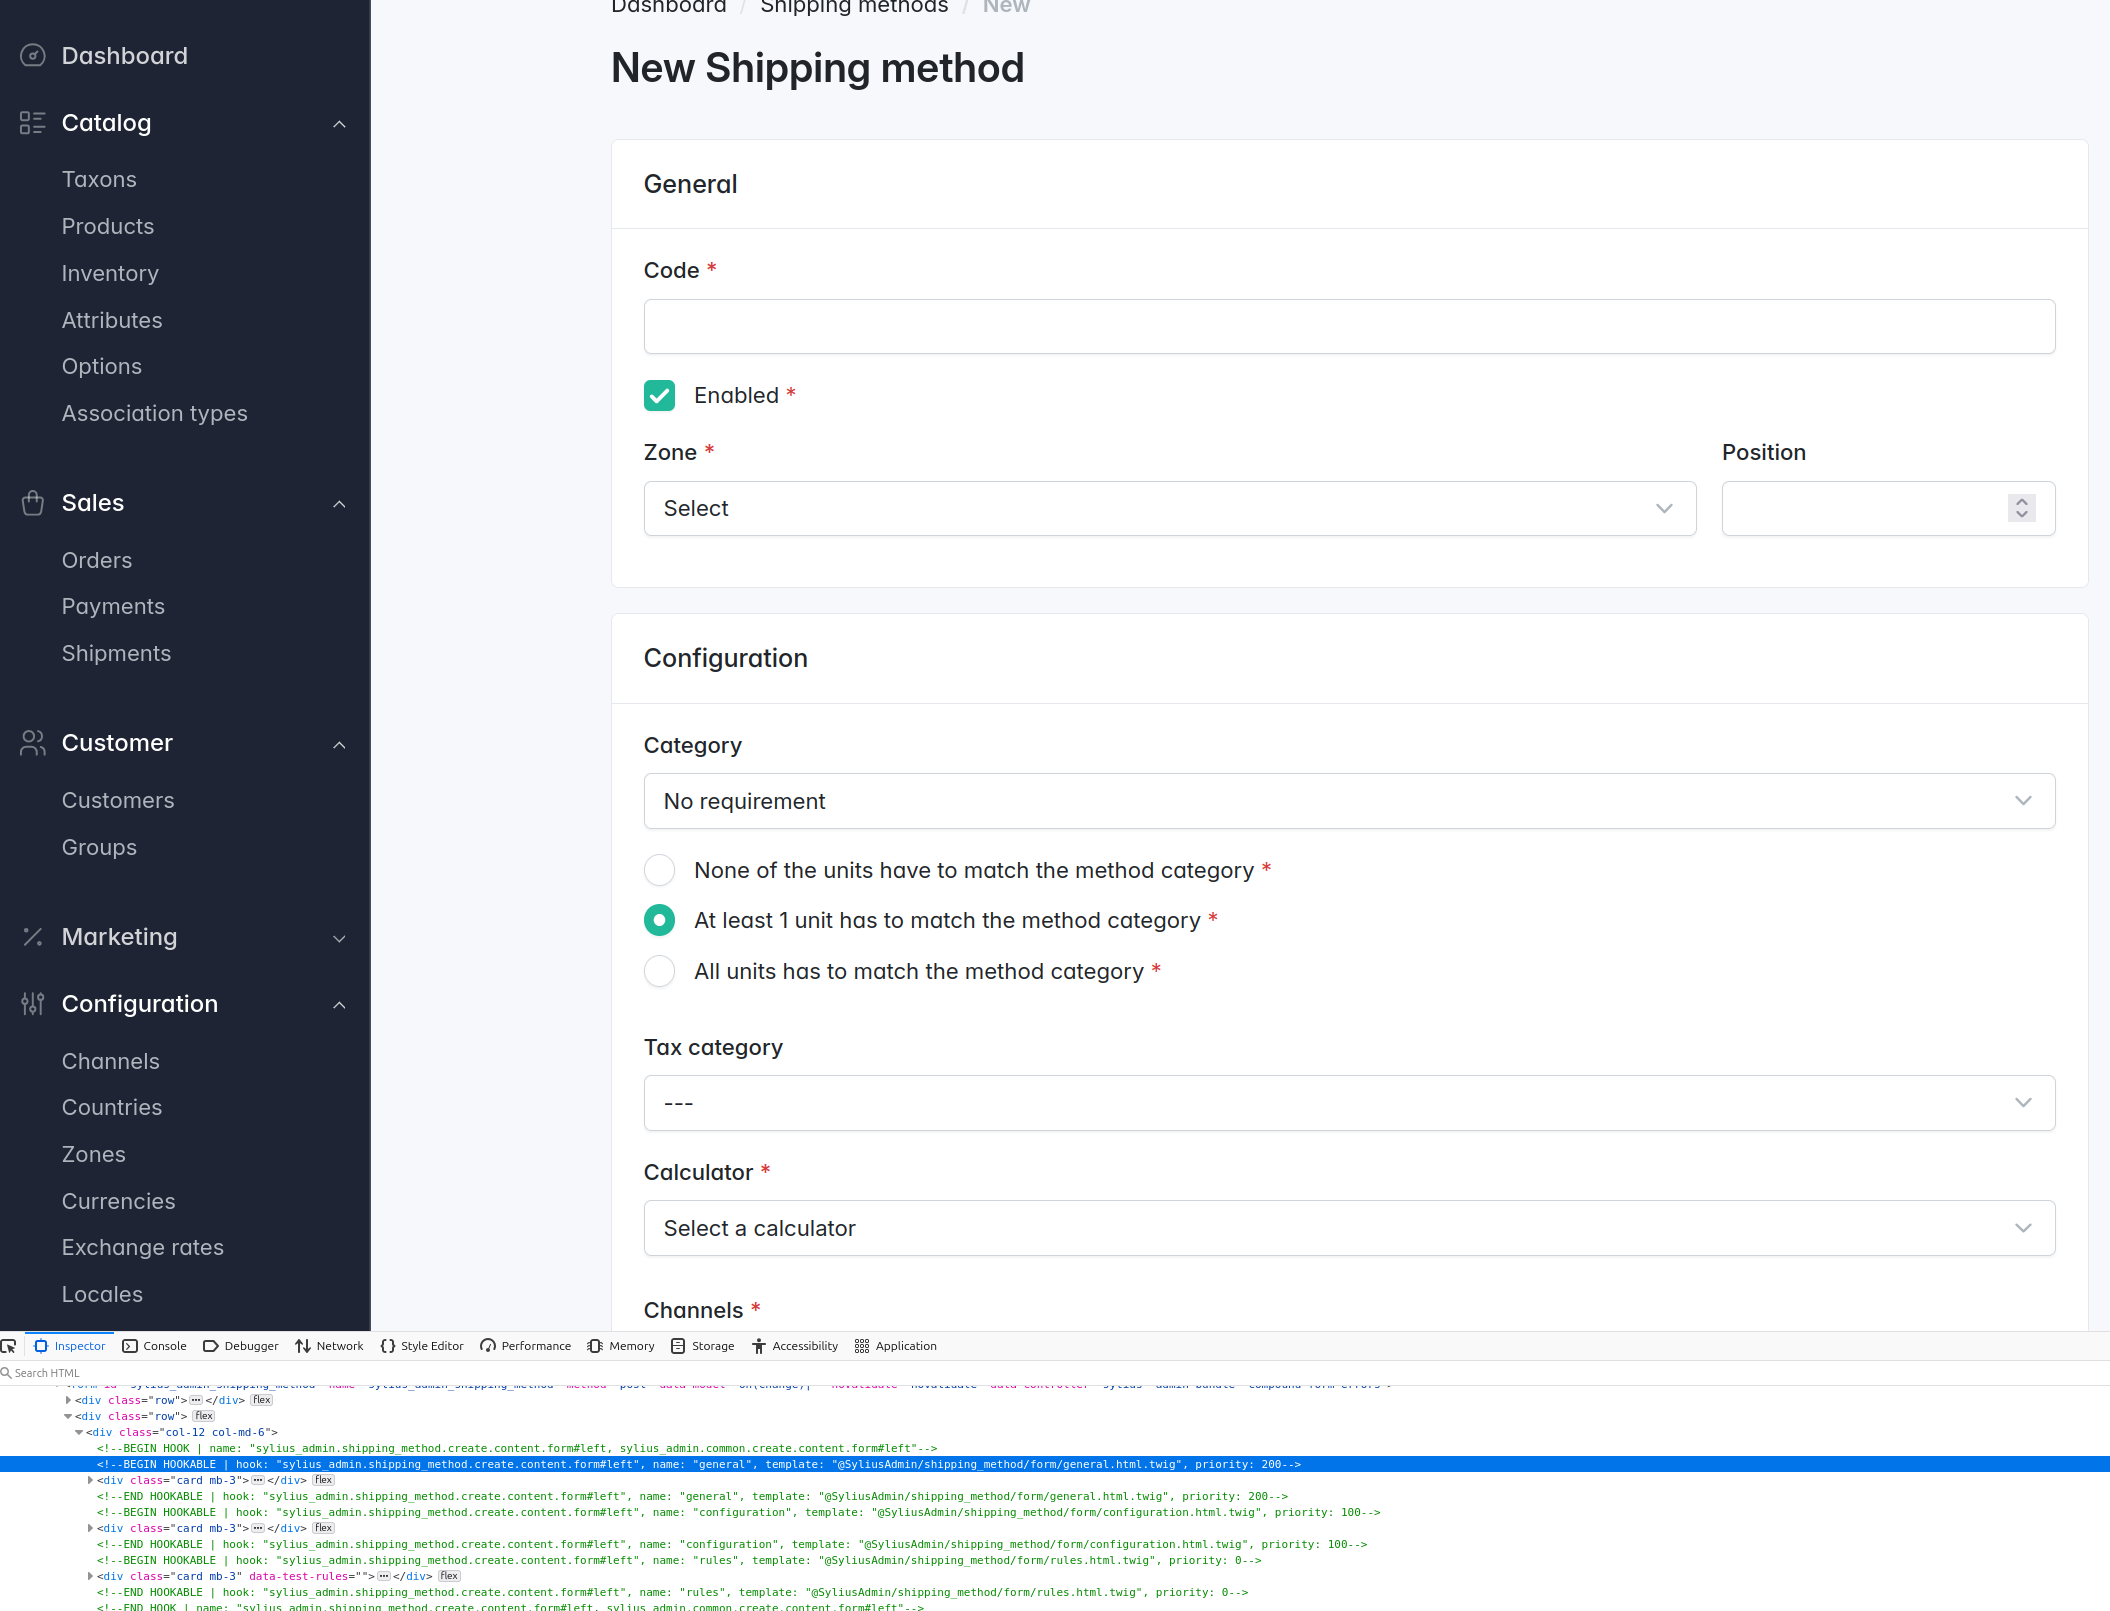 Dashboard
Catalog
Taxons
Products
Inventory
Attributes
Options
Association types
Sales
Orders
Payments
Shipments
Customer
Customers
Groups
Marketing
Configuration
Channels
Countries
Zones
Currencies
Exchange rates
Locales
Dashboard / Shipping methods / New
New Shipping method
General
Code *
Enabled *
Zone * Position
Select
Configuration
Category
No requirement
None of the units have to match the method category *
At least 1 unit has to match the method category *
All units has to match the method category *
Tax category
---
Calculator *
Select a calculator
Channels *
Inspector Console Debugger Network Style Editor Performance Memory Storage Accessibility Application
Search HTML
<div class="row">⋯</div> flex
<div class="row"> flex
<div class="col-12 col-md-6">
<!--BEGIN HOOK | name: "sylius_admin.shipping_method.create.content.form#left, sylius_admin.common.create.content.form#left"-->
<!--BEGIN HOOKABLE | hook: "sylius_admin.shipping_method.create.content.form#left", name: "general", template: "@SyliusAdmin/shipping_method/form/general.html.twig", priority: 200-->
<div class="card mb-3">⋯</div> flex
<!--END HOOKABLE | hook: "sylius_admin.shipping_method.create.content.form#left", name: "general", template: "@SyliusAdmin/shipping_method/form/general.html.twig", priority: 200-->
<!--BEGIN HOOKABLE | hook: "sylius_admin.shipping_method.create.content.form#left", name: "configuration", template: "@SyliusAdmin/shipping_method/form/configuration.html.twig", priority: 100-->
<div class="card mb-3">⋯</div> flex
<!--END HOOKABLE | hook: "sylius_admin.shipping_method.create.content.form#left", name: "configuration", template: "@SyliusAdmin/shipping_method/form/configuration.html.twig", priority: 100-->
<!--BEGIN HOOKABLE | hook: "sylius_admin.shipping_method.create.content.form#left", name: "rules", template: "@SyliusAdmin/shipping_method/form/rules.html.twig", priority: 0-->
<div class="card mb-3" data-test-rules="">⋯</div> flex
<!--END HOOKABLE | hook: "sylius_admin.shipping_method.create.content.form#left", name: "rules", template: "@SyliusAdmin/shipping_method/form/rules.html.twig", priority: 0-->
<!--END HOOK | name: "sylius_admin.shipping_method.create.content.form#left, sylius_admin.common.create.content.form#left"-->